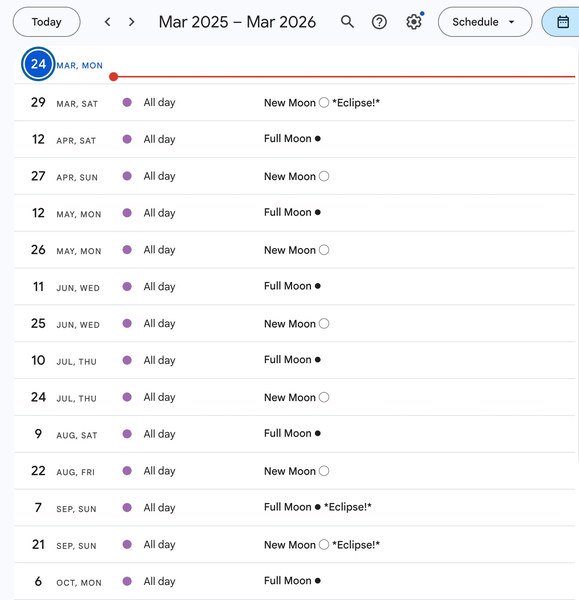 Today Mar 2025 – Mar 2026 Schedule
24 MAR, MON
29 MAR, SAT All day New Moon ○ *Eclipse!*
12 APR, SAT All day Full Moon ●
27 APR, SUN All day New Moon ○
12 MAY, MON All day Full Moon ●
26 MAY, MON All day New Moon ○
11 JUN, WED All day Full Moon ●
25 JUN, WED All day New Moon ○
10 JUL, THU All day Full Moon ●
24 JUL, THU All day New Moon ○
9 AUG, SAT All day Full Moon ●
22 AUG, FRI All day New Moon ○
7 SEP, SUN All day Full Moon ● *Eclipse!*
21 SEP, SUN All day New Moon ○ *Eclipse!*
6 OCT, MON All day Full Moon ●